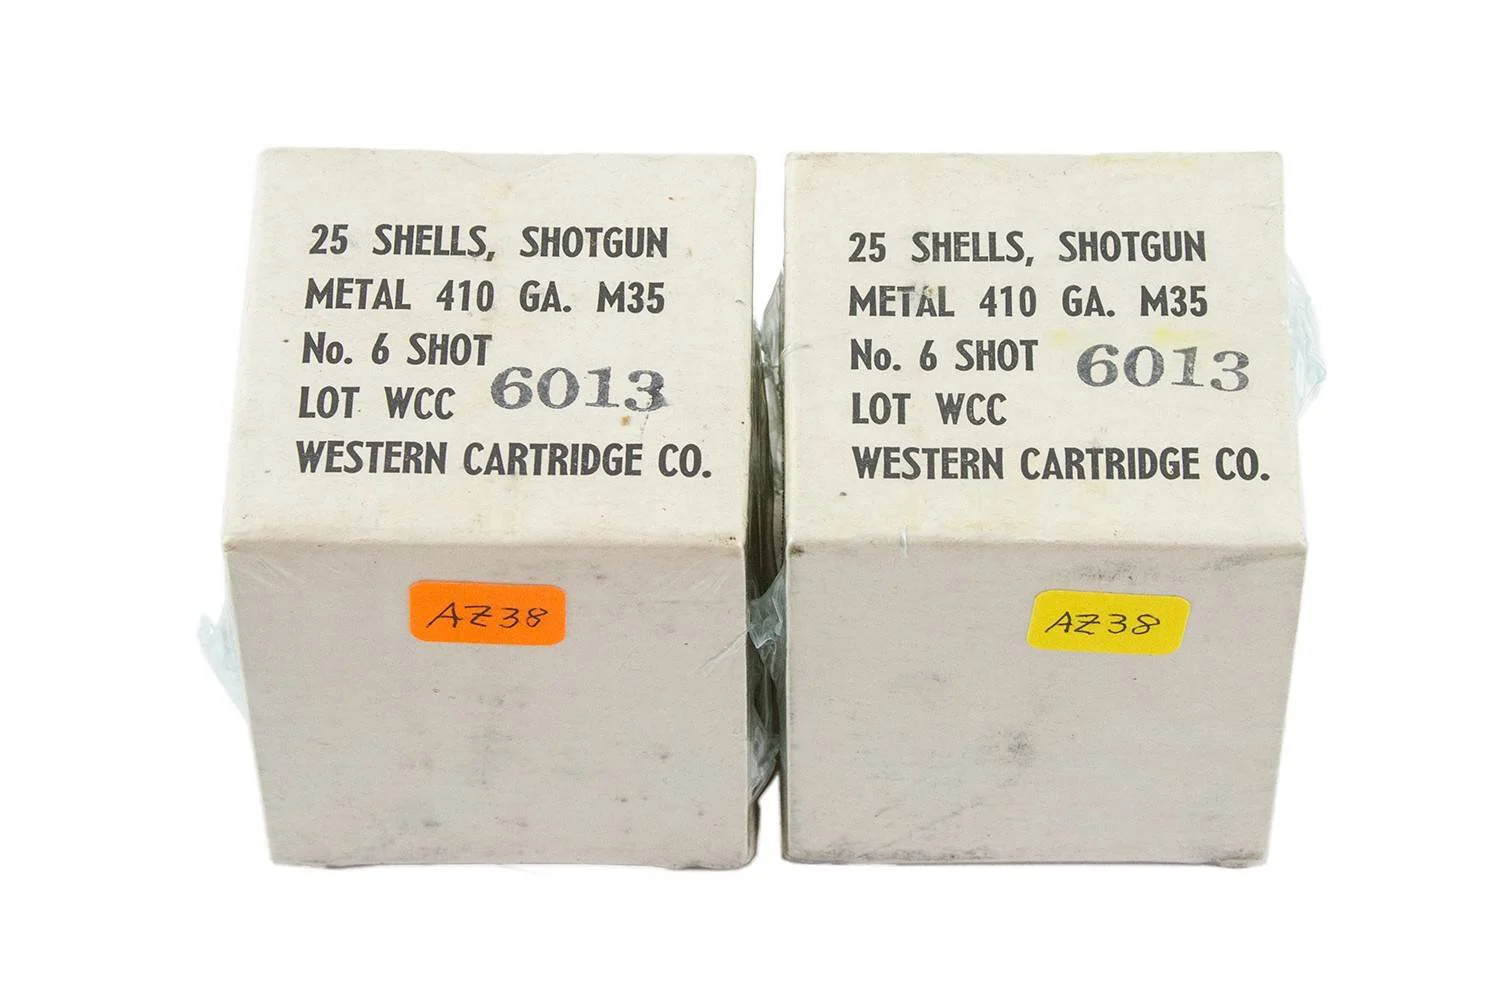 25 SHELLS, SHOTGUN
METAL 410 GA. M35
No. 6 SHOT
LOT WCC 6013
WESTERN CARTRIDGE CO.
AZ38
25 SHELLS, SHOTGUN
METAL 410 GA. M35
No. 6 SHOT 6013
LOT WCC
WESTERN CARTRIDGE CO.
AZ38